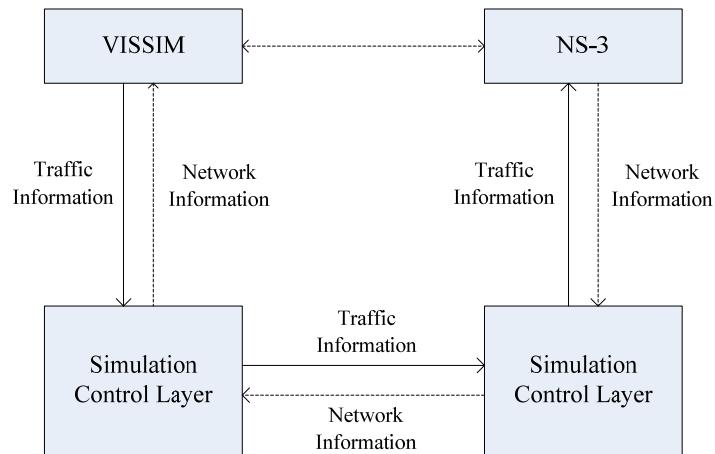 VISSIM
NS-3
Traffic
Information
Network
Information
Traffic
Information
Network
Information
Simulation
Control Layer
Traffic
Information
Network
Information
Simulation
Control Layer